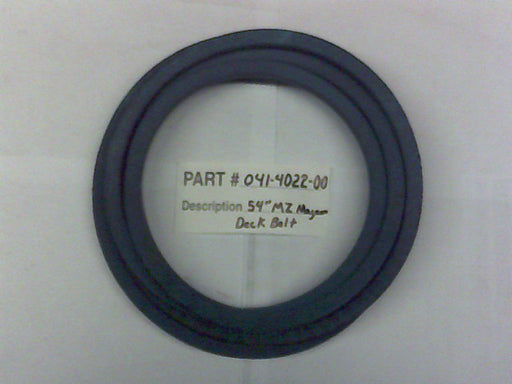 PART # 041-4022-00
Description 54" MZ Magnum
Deck Belt